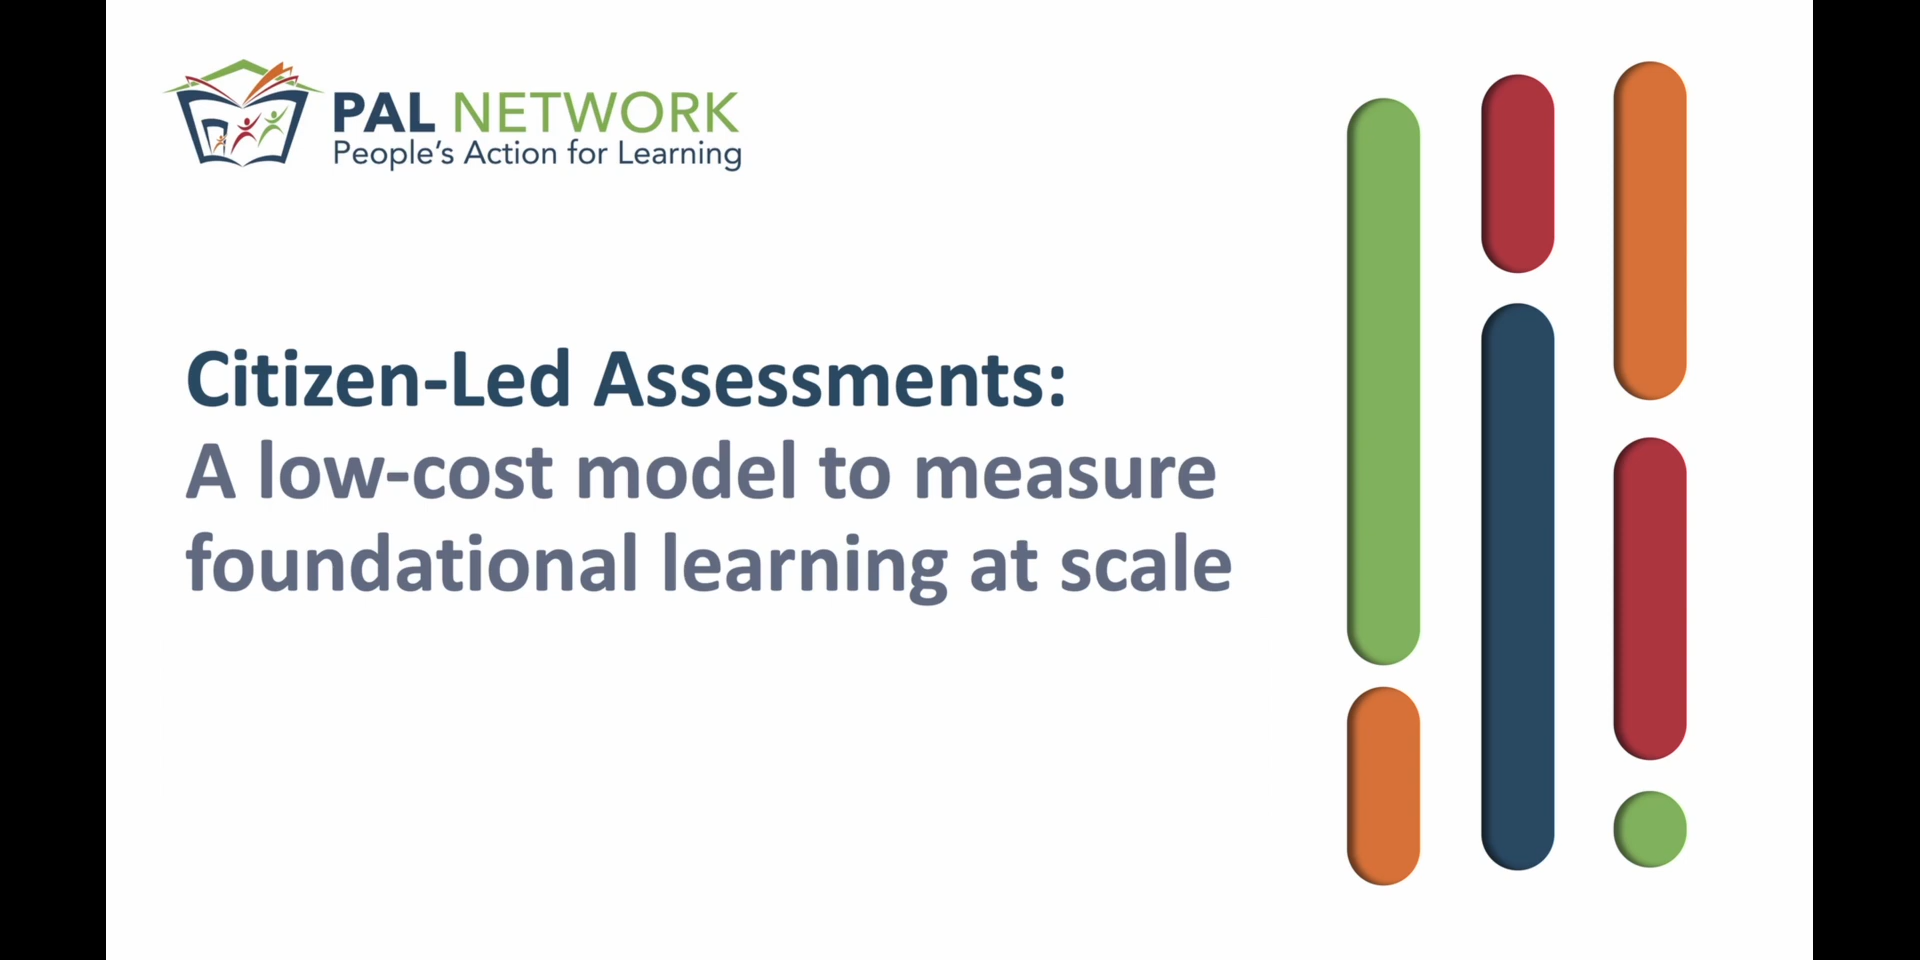 PAL NETWORK
People's Action for Learning
Citizen-Led Assessments:
A low-cost model to measure
foundational learning at scale